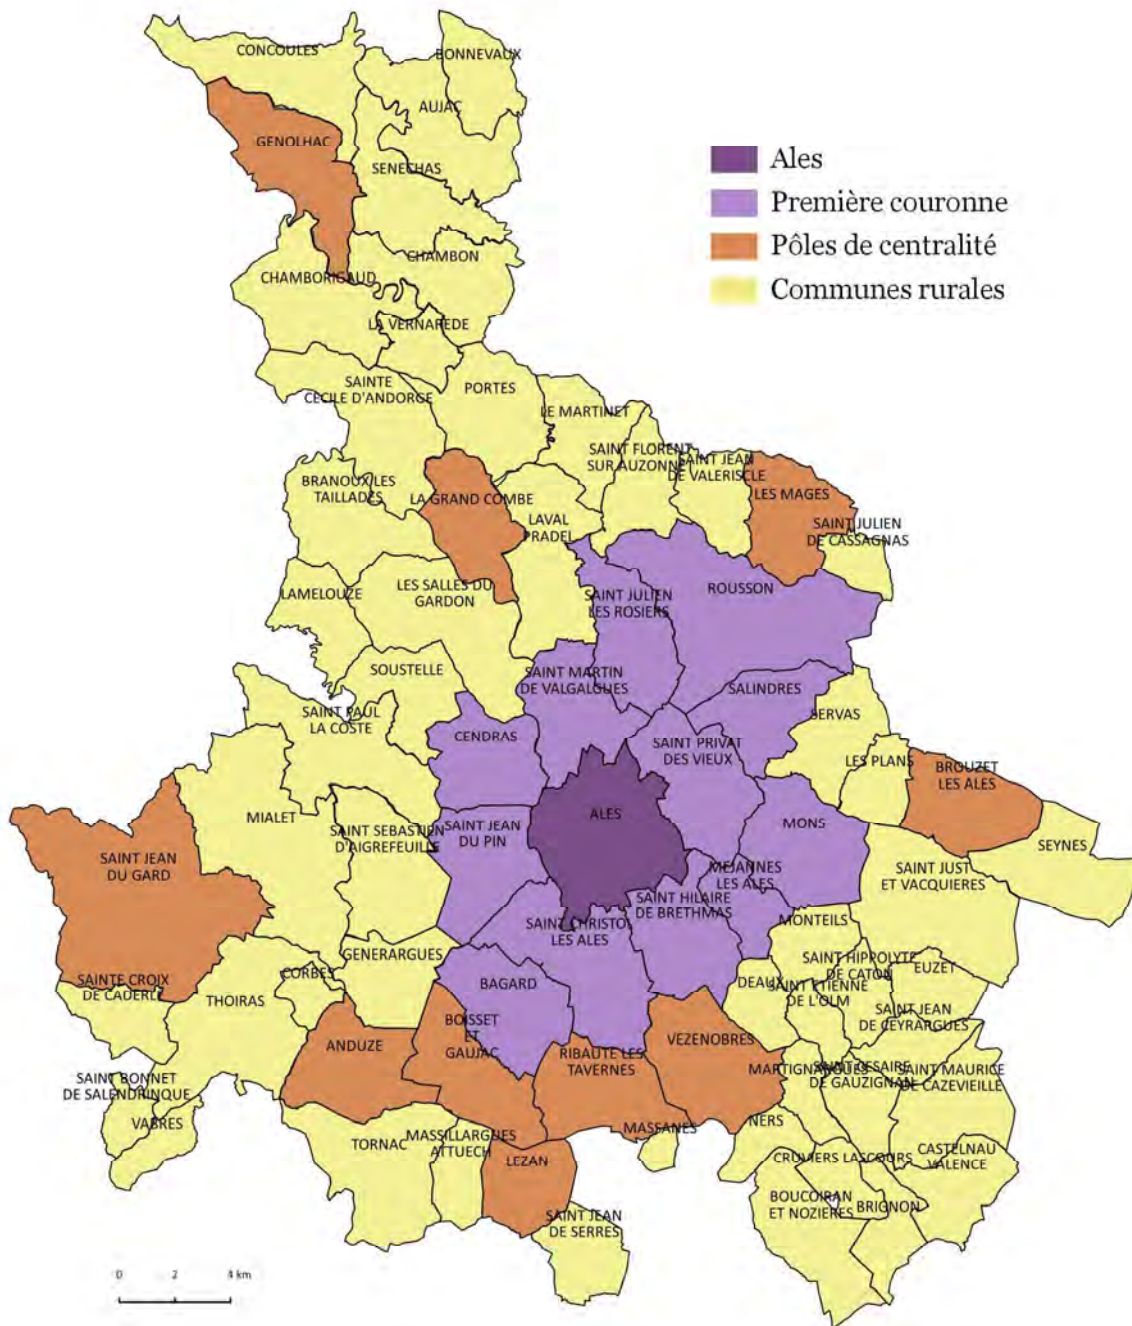 CONCOULES
BONNEVAUX
AUJAC
GENOLHAC
SENECHAS
Ales
Première couronne
Pôles de centralité
Communes rurales
CHAMBON
CHAMBORIGAUD
LA VERNAREDE
SAINTE
CECILE D'ANDORGE
PORTES
LE MARTINET
SAINT FLORENT
SUR AUZONNE
SAINT JEAN
DE VALERISCLE
LES MAGES
BRANOUX LES
TAILLADES
LA GRAND COMBE
LAVAL
PRADEL
SAINT JULIEN
DE CASSAGNAS
LAMELOUZE
LES SALLES DU
GARDON
SAINT JULIEN
LES ROSIERS
ROUSSON
SOUSTELLE
SAINT MARTIN
DE VALGALGUES
SALINDRES
SAINT PAUL
LA COSTE
CENDRAS
SAINT PRIVAT
DES VIEUX
SERVAS
LES PLANS
BROUZET
LES ALES
MIALET
SAINT SEBASTIEN
D'AIGREFEUILLE
SAINT JEAN
DU PIN
ALES
MONS
SEYNES
SAINT JEAN
DU GARD
MEJANNES
LES ALES
SAINT JUST
ET VACQUIERES
SAINT HILAIRE
DE BRETHMAS
SAINT CHRISTOL
LES ALES
MONTEILS
GENERARGUES
SAINT HIPPOLYTE
DE CATON
EUZET
SAINTE CROIX
DE CADERLE
CORBES
THOIRAS
BAGARD
DEAUX
SAINT ETIENNE
DE L'OLM
SAINT JEAN
DE CEYRARGUES
ANDUZE
BOISSET
ET
GAUJAC
RIBAUTE LES
TAVERNES
VEZENOBRES
MARTIGNARGUES
SAINT CESAIRE
DE GAUZIGNAN
SAINT MAURICE
DE CAZEVIEILLE
SAINT BONNET
DE SALENDRINQUE
VABRES
TORNAC
MASSILLARGUES
ATTUECH
MASSANES
NERS
LEZAN
CRUVIERS LASCOURS
CASTELNAU
VALENCE
BOUCOIRAN
ET NOZIERES
BRIGNON
SAINT JEAN
DE SERRES
0 2 4 km